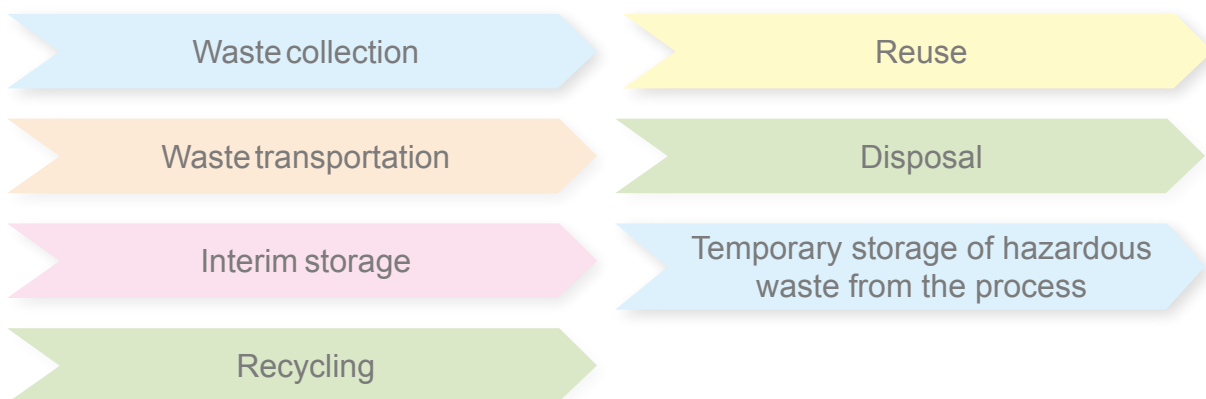 Waste collection
Waste transportation
Interim storage
Recycling
Reuse
Disposal
Temporary storage of hazardous
waste from the process